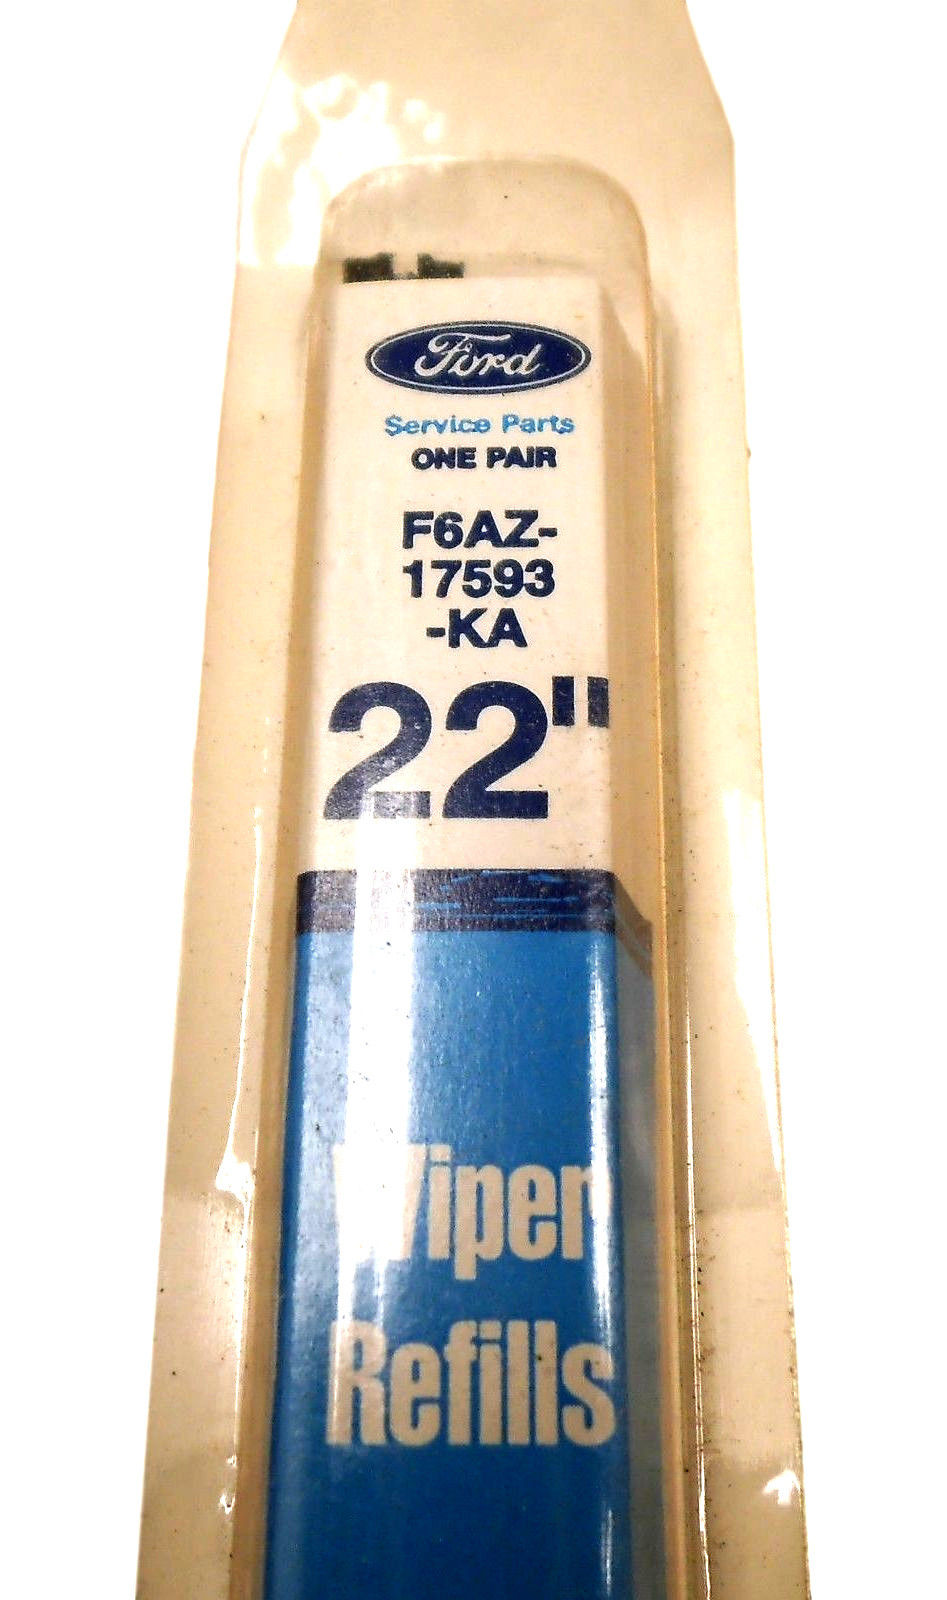 Ford
Service Parts
ONE PAIR
F6AZ-
17593
-KA
22"
Wiper
Refills